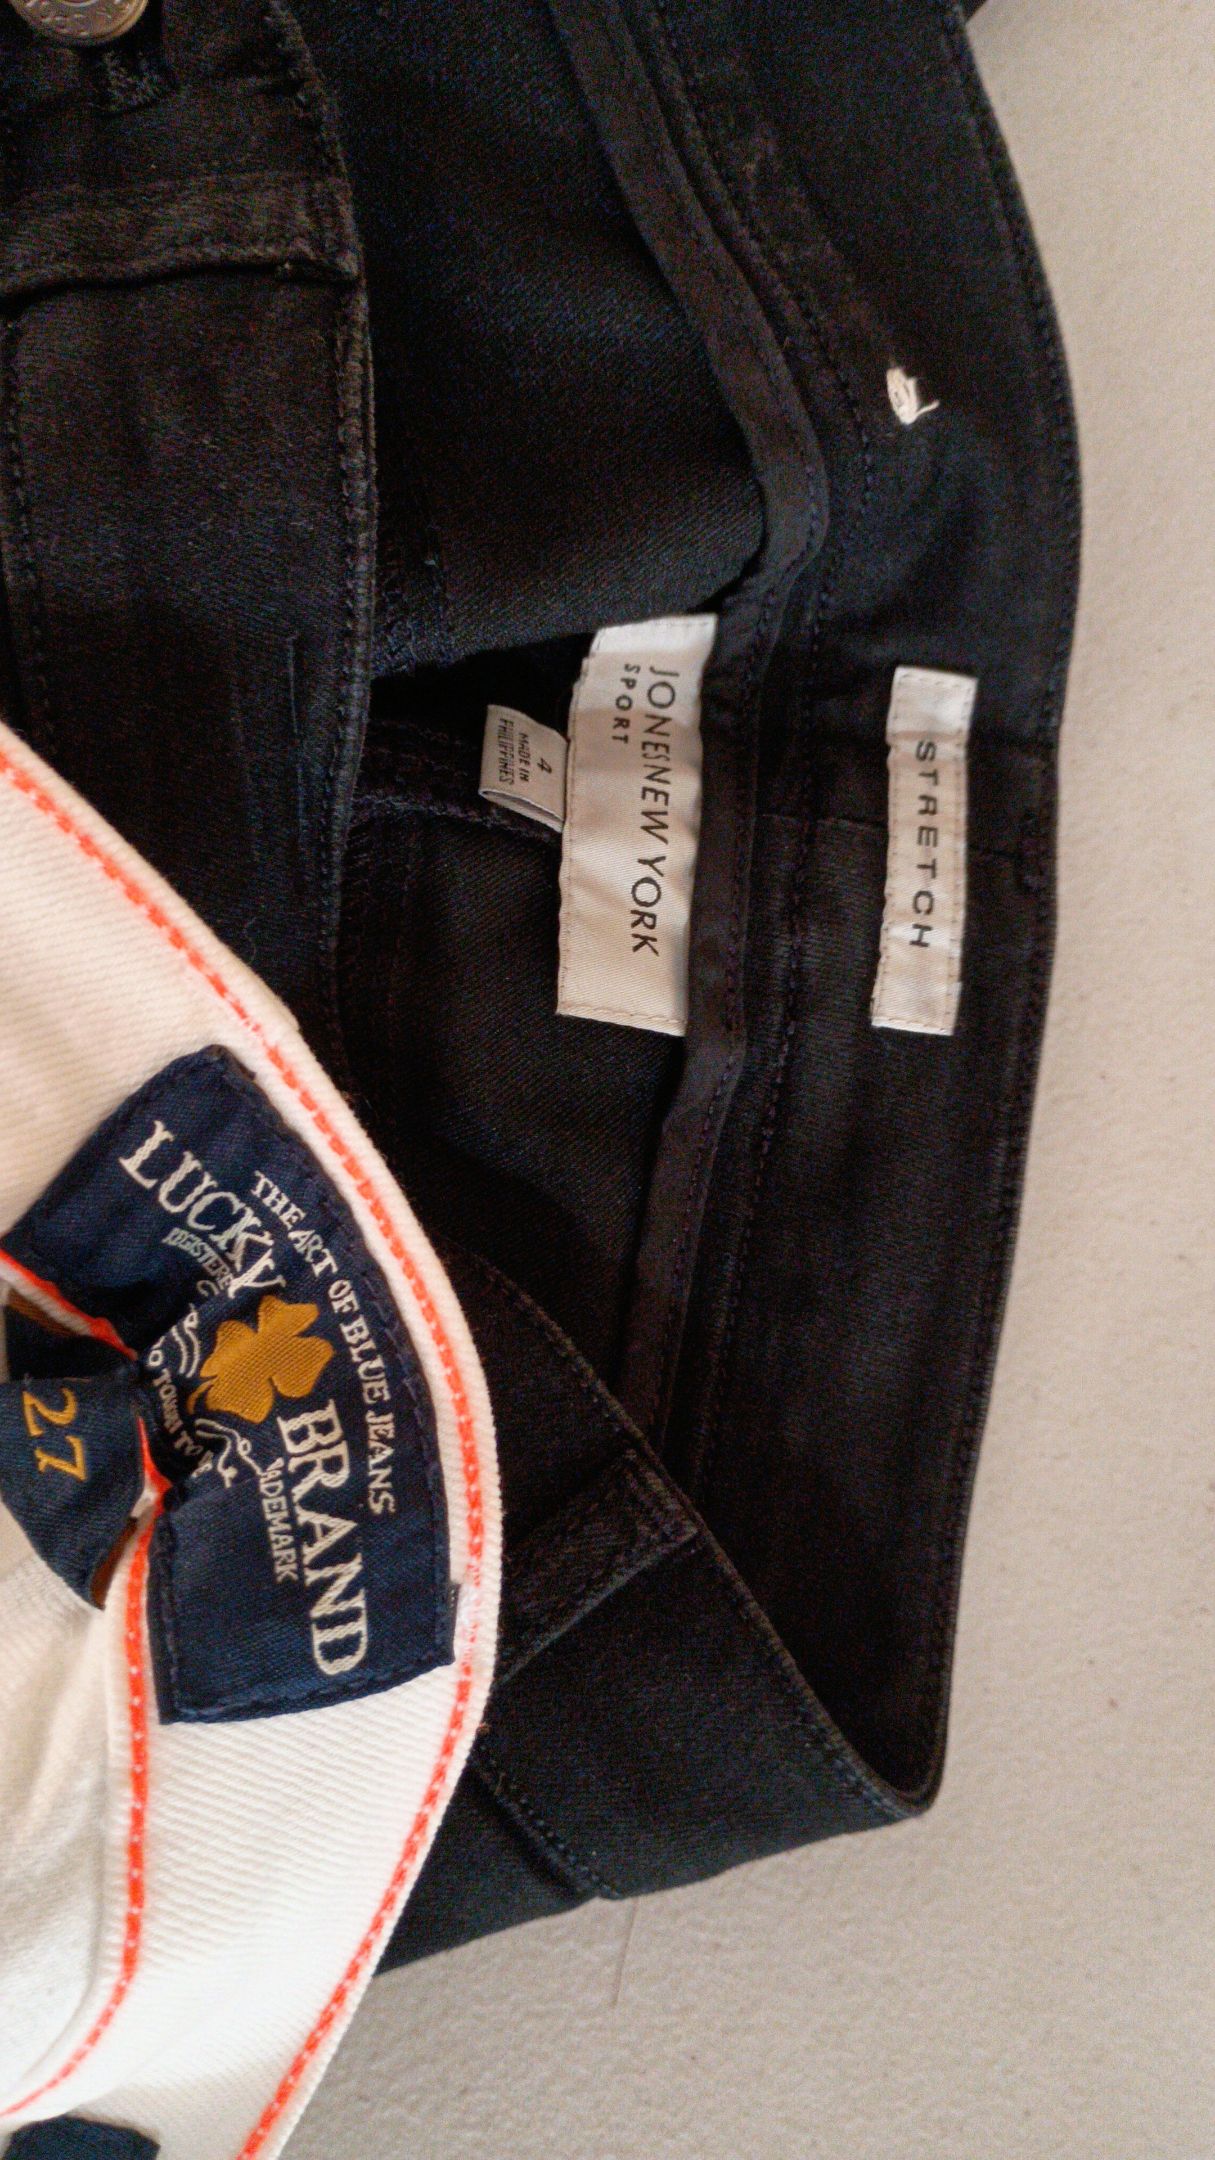 STRETCH
JONES NEW YORK
SPORT
4
MADE IN
PHILIPPINES
THE ART OF BLUE JEANS
LUCKY BRAND
27